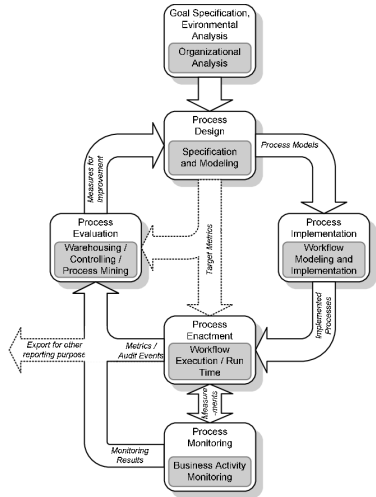 Goal Specification,
Evironmental
Analysis
Organizational
Analysis
Process
Design
Specification
and Modeling
Process Models
Measures for
Improvement
Process
Evaluation
Warehousing /
Controlling /
Process Mining
Target Metrics
Process
Implementation
Workflow
Modeling and
Implementation
Implemented
Processes
Process
Enactment
Workflow
Execution / Run
Time
Metrics /
Audit Events
Export for other
reporting purpose
Measure
-ments
Process
Monitoring
Business Activity
Monitoring
Monitoring
Results